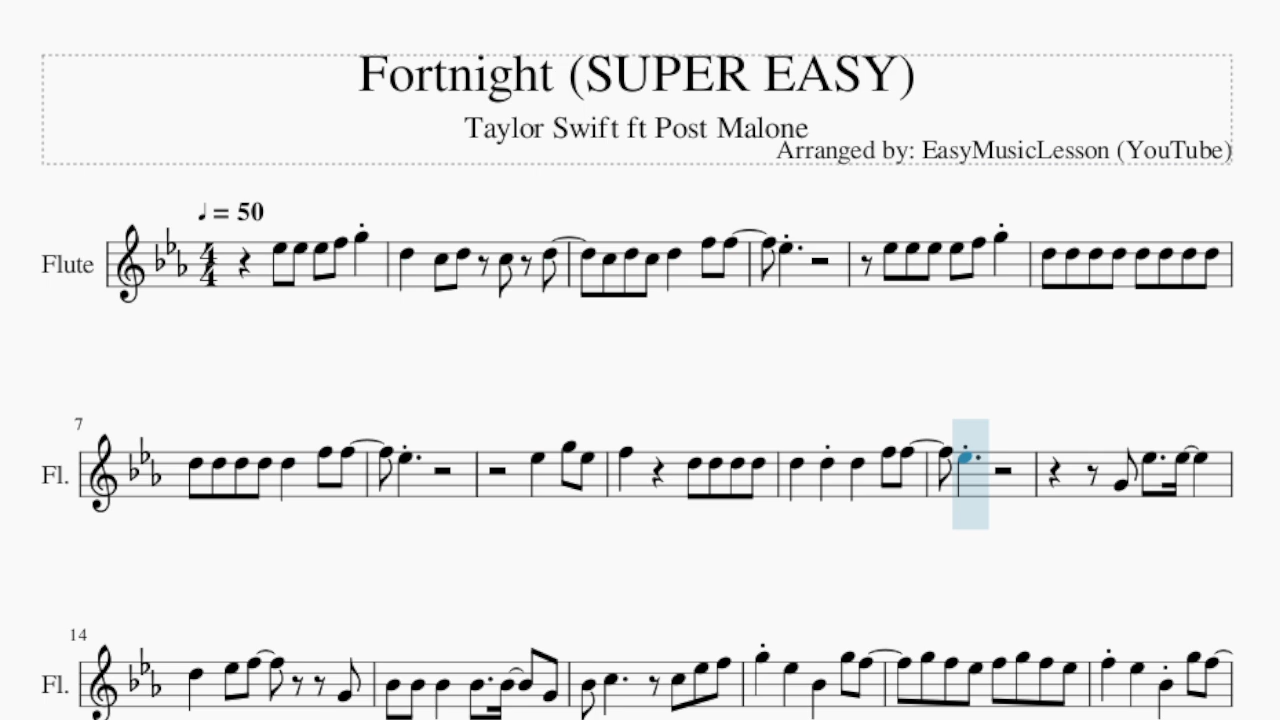 Fortnight (SUPER EASY)
Taylor Swift ft Post Malone
Arranged by: EasyMusicLesson (YouTube)
♩ = 50
Flute
4
4
7
Fl.
14
Fl.